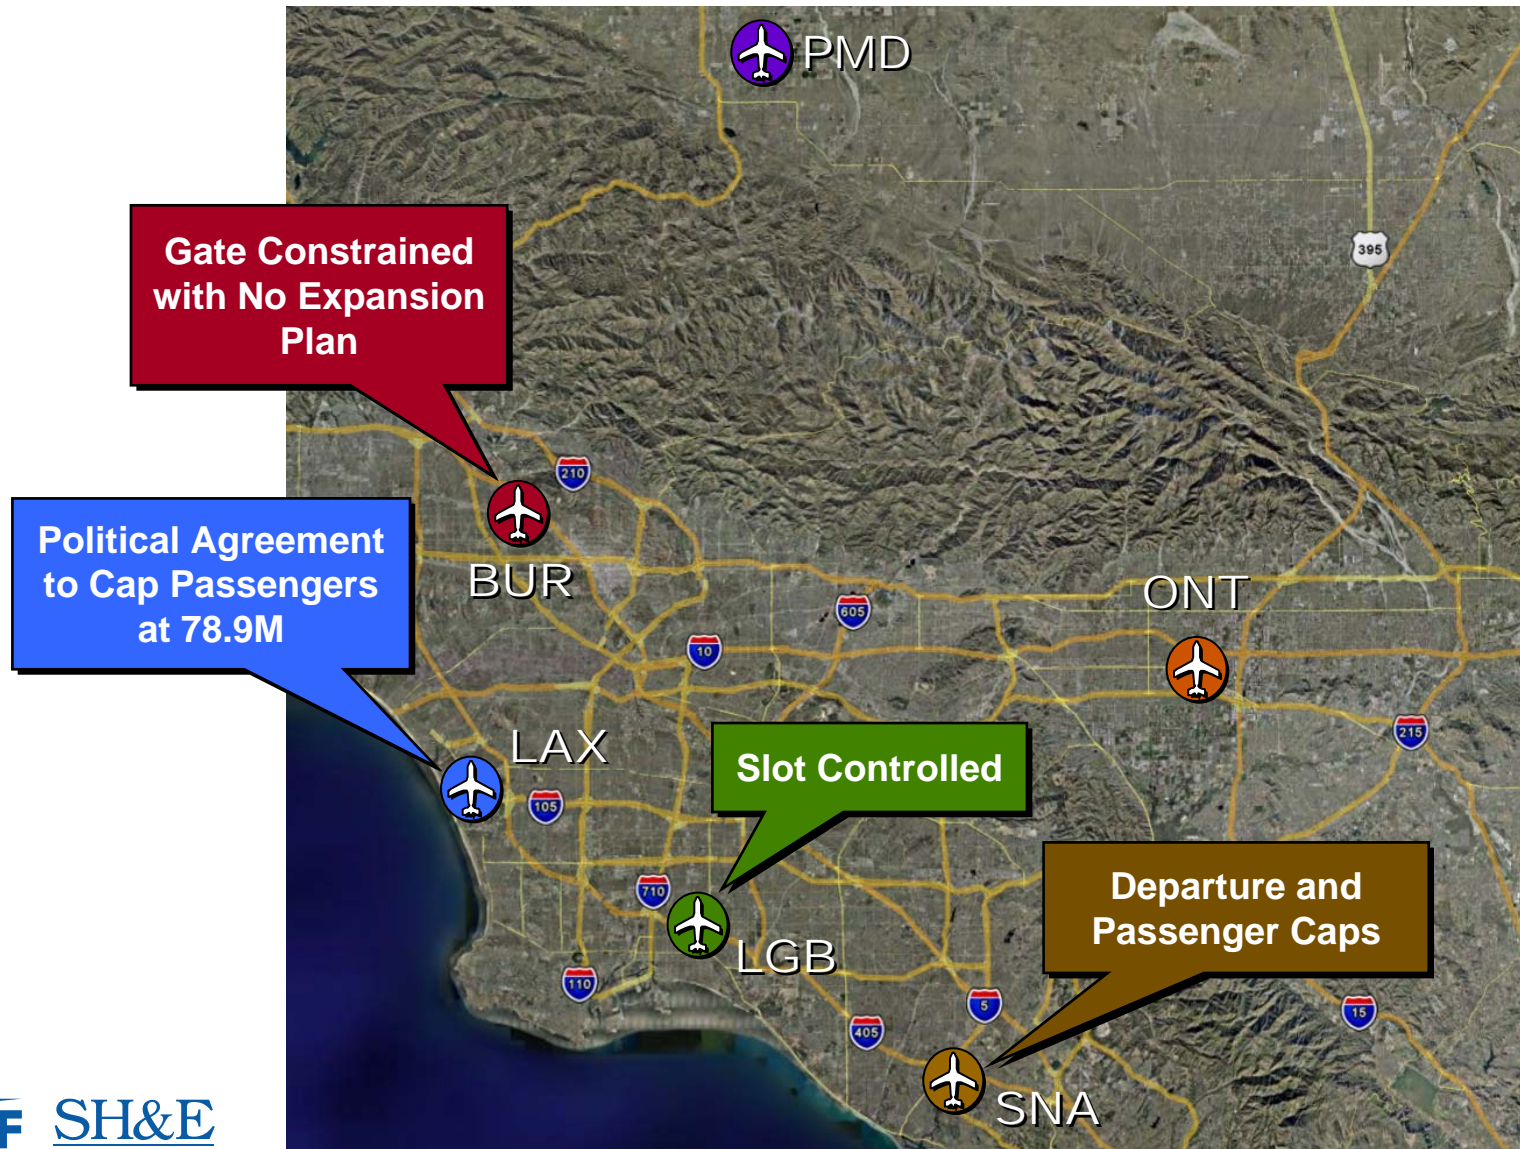 PMD
395
Gate Constrained
with No Expansion
Plan
210
BUR
Political Agreement
to Cap Passengers
at 78.9M
ONT
605
10
215
LAX
Slot Controlled
105
710
Departure and
Passenger Caps
LGB
110
5
15
405
SNA
F
SH&E